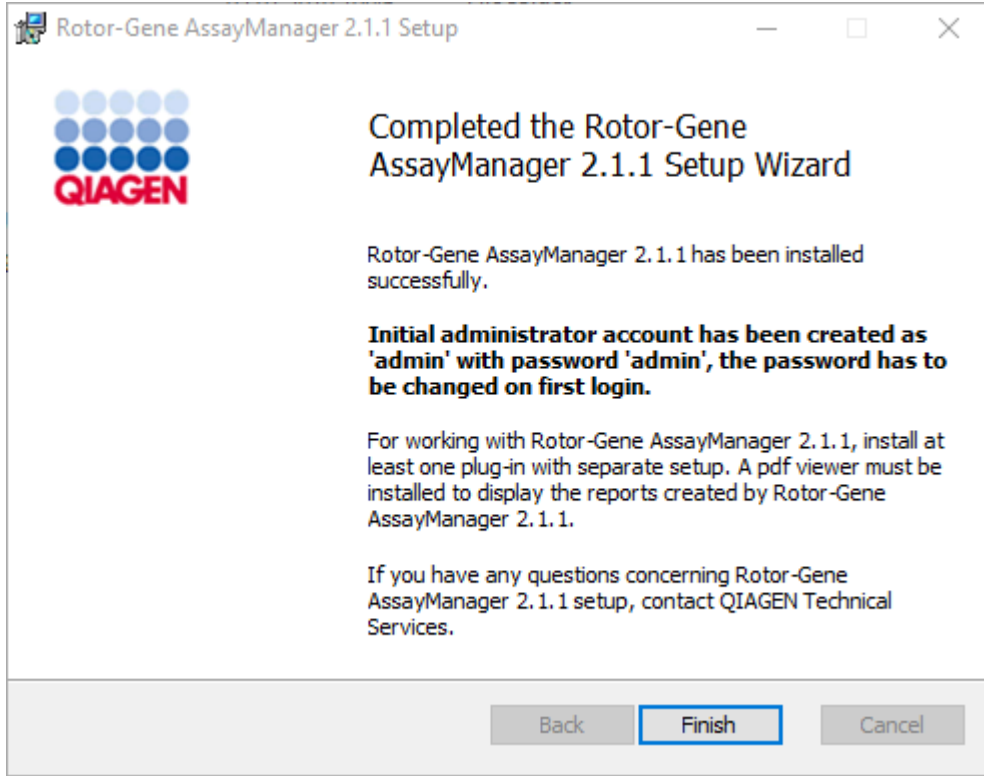 Rotor-Gene AssayManager 2.1.1 Setup
QIAGEN
Completed the Rotor-Gene
AssayManager 2.1.1 Setup Wizard
Rotor-Gene AssayManager 2.1.1 has been installed
successfully.
Initial administrator account has been created as
'admin' with password 'admin', the password has to
be changed on first login.
For working with Rotor-Gene AssayManager 2.1.1, install at
least one plug-in with separate setup. A pdf viewer must be
installed to display the reports created by Rotor-Gene
AssayManager 2.1.1.
If you have any questions concerning Rotor-Gene
AssayManager 2.1.1 setup, contact QIAGEN Technical
Services.
Back Finish Cancel